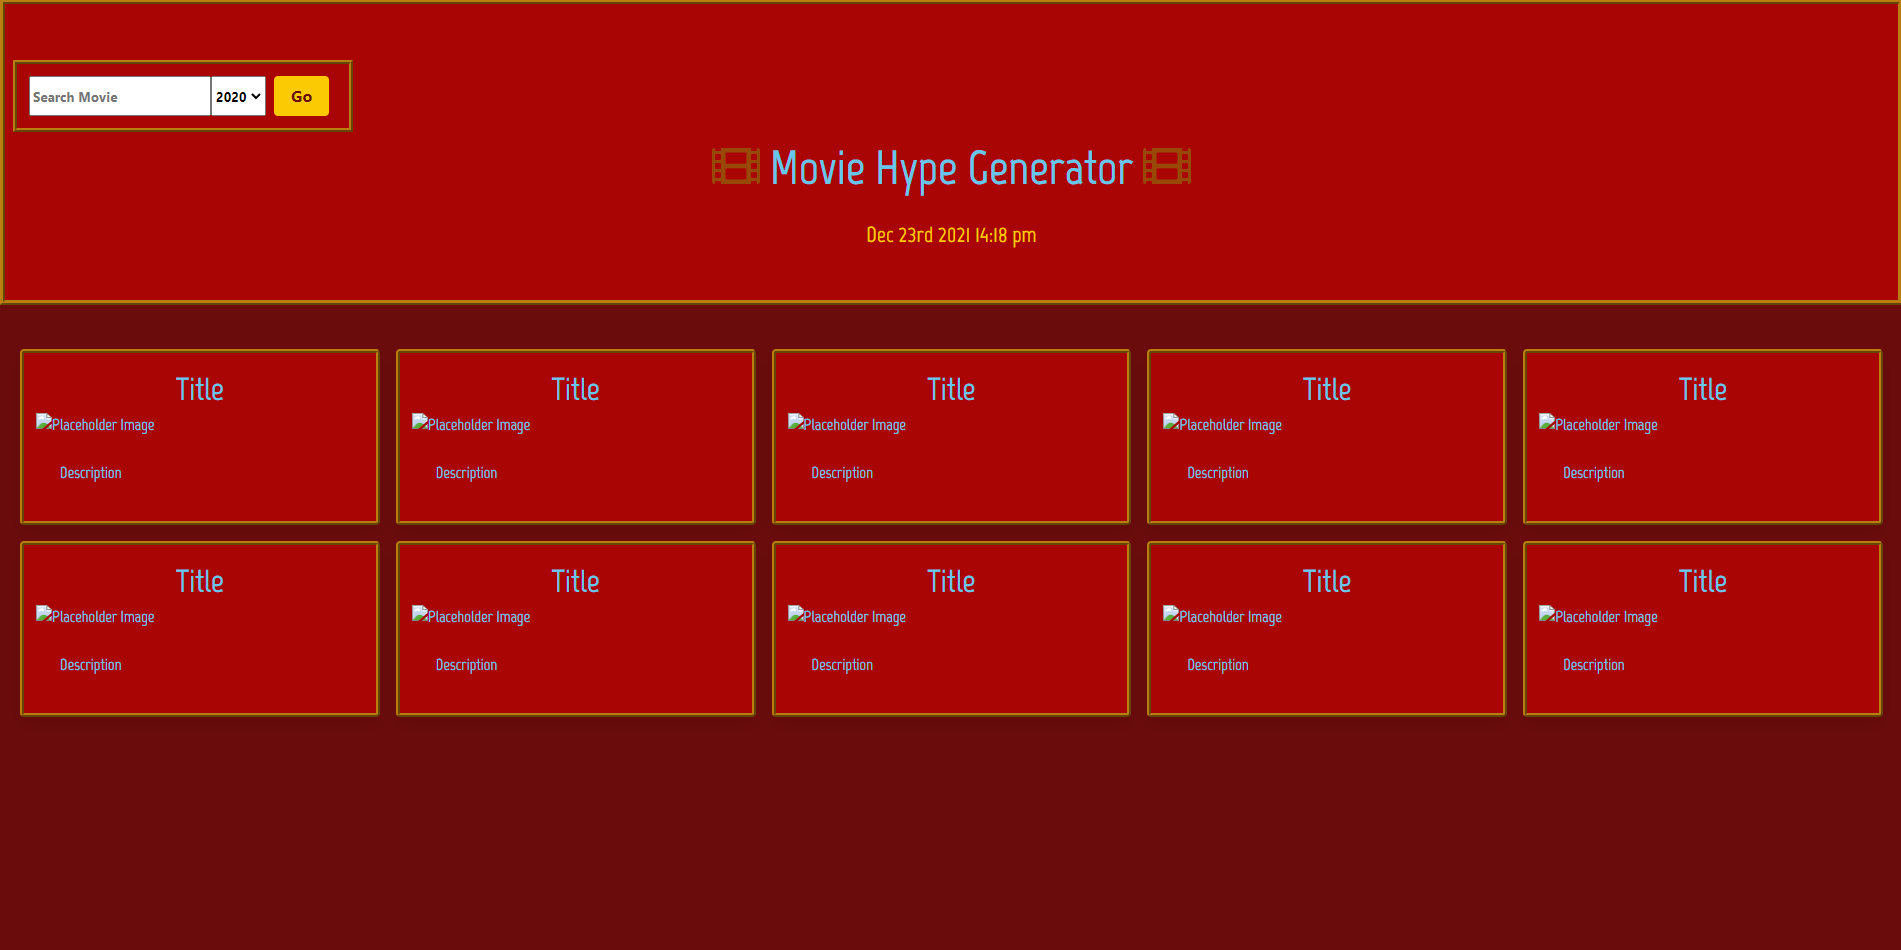 Search Movie 2020 Go
Movie Hype Generator
Dec 23rd 2021 14:18 pm
Title Title Title Title Title
Placeholder Image Placeholder Image Placeholder Image Placeholder Image Placeholder Image
Description Description Description Description Description
Title Title Title Title Title
Placeholder Image Placeholder Image Placeholder Image Placeholder Image Placeholder Image
Description Description Description Description Description